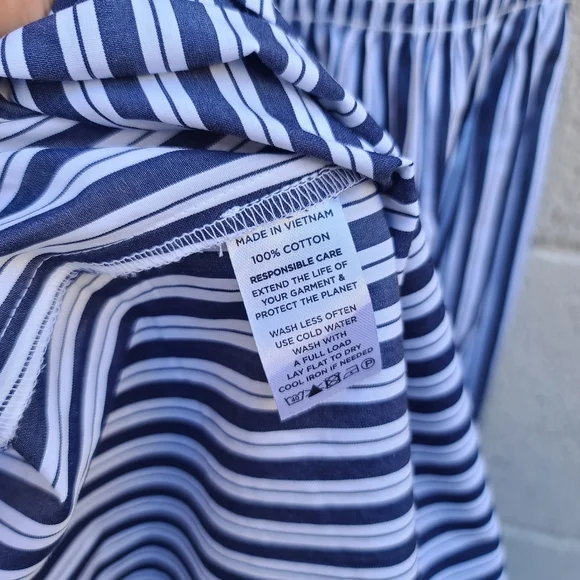 MADE IN VIETNAM
100% COTTON
RESPONSIBLE CARE
EXTEND THE LIFE OF
YOUR GARMENT &
PROTECT THE PLANET
WASH LESS OFTEN
USE COLD WATER
WASH WITH
A FULL LOAD
LAY FLAT TO DRY
COOL IRON IF NEEDED